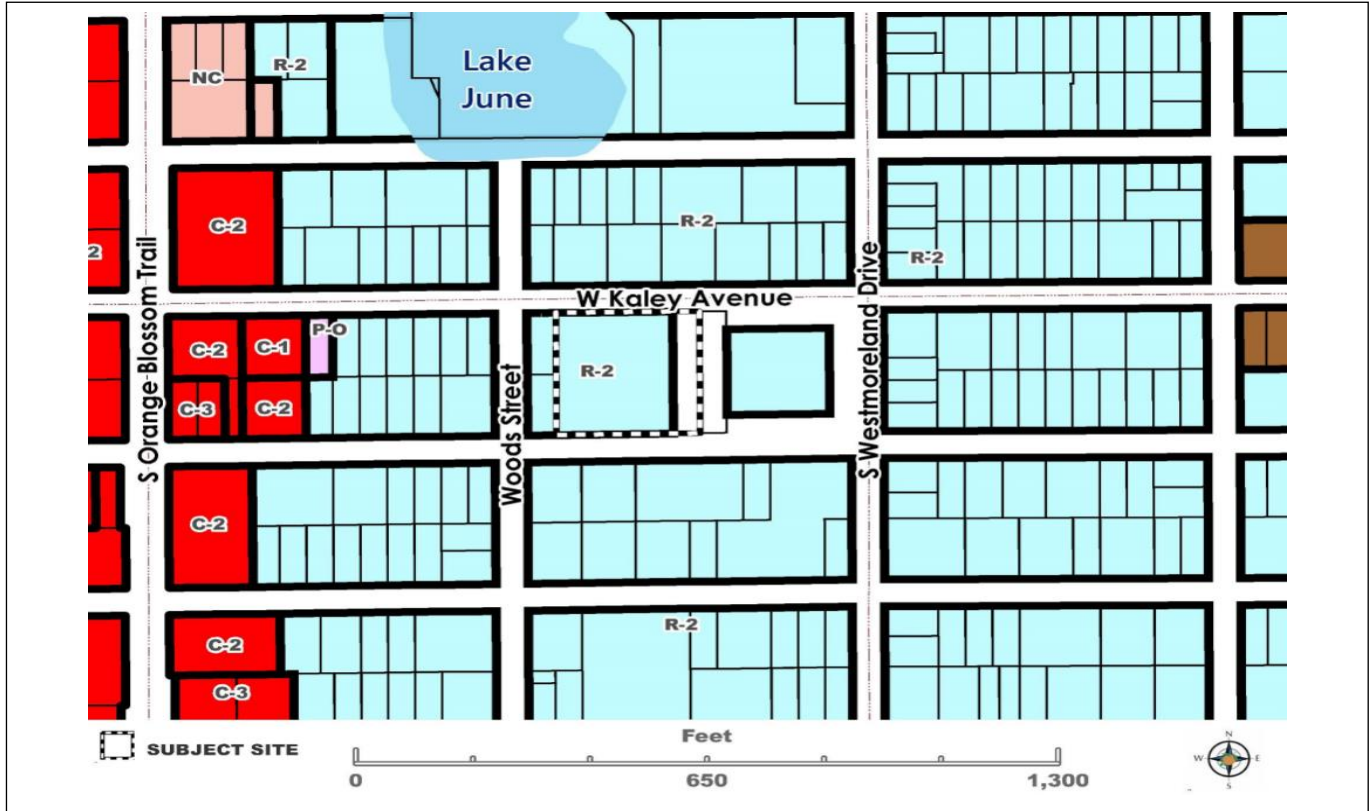 Lake
June
NC
R-2
C-2
R-2
2
R-2
S Orange Blossom Trail
W Kaley Avenue
S Westmoreland Drive
P-O
C-2
C-1
R-2
C-3
C-2
Woods Street
C-2
C-2
R-2
C-3
SUBJECT SITE
Feet
0
650
1,300
N
W
E
S